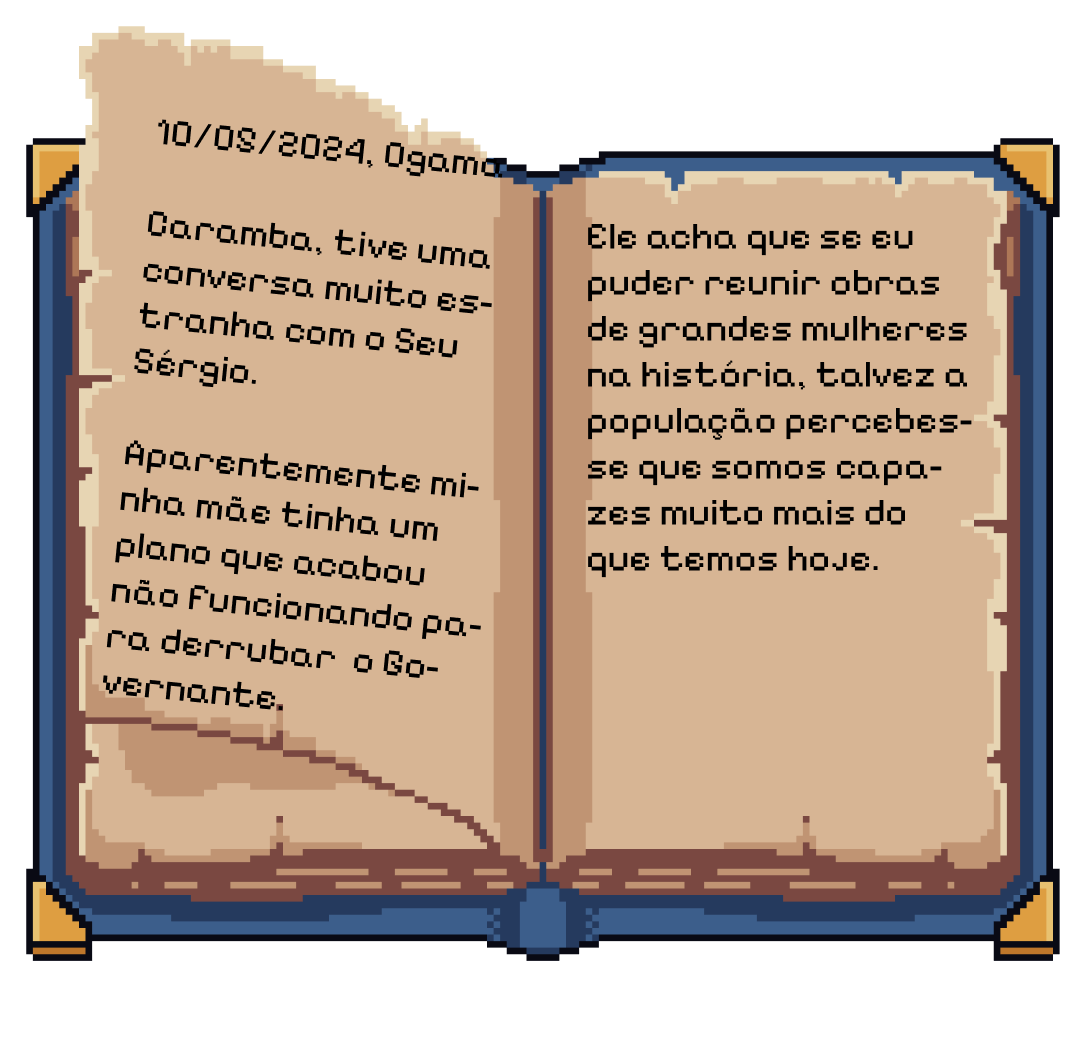 10/09/2024, Ogama
Caramba, tive uma
conversa muito es-
tranha com o Seu
Sérgio.
Aparentemente mi-
nha mãe tinha um
plano que acabou
não funcionando pa-
ra derrubar o Go-
vernante.
Ele acha que se eu
puder reunir obras
de grandes mulheres
na história, talvez a
população percebes-
se que somos capa-
zes muito mais do
que temos hoje.